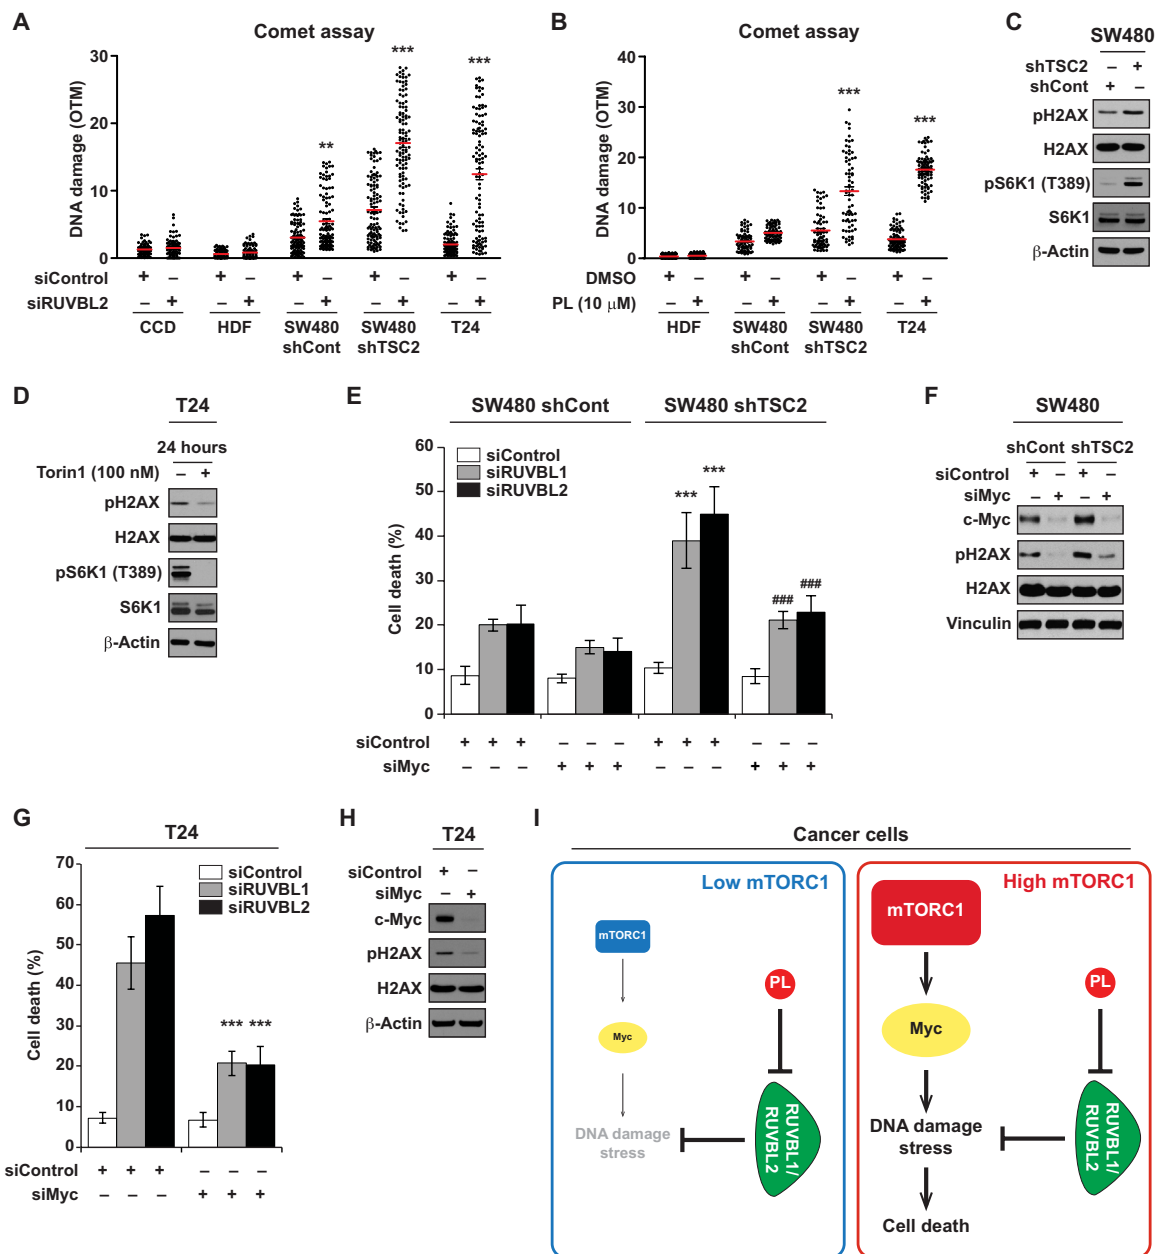 A
Comet assay
DNA damage (OTM)
30
20
10
0
** *** ***
siControl + – + – + – + – + –
siRUVBL2 – + – + – + – + – +
CCD HDF SW480 shCont SW480 shTSC2 T24
B
Comet assay
DNA damage (OTM)
40
30
20
10
0
*** ***
DMSO + – + – + – + –
PL (10 μM) – + – + – + – +
HDF SW480 shCont SW480 shTSC2 T24
C
SW480
shTSC2 – +
shCont + –
pH2AX
H2AX
pS6K1 (T389)
S6K1
β-Actin
D
T24
24 hours
Torin1 (100 nM) – +
pH2AX
H2AX
pS6K1 (T389)
S6K1
β-Actin
E
SW480 shCont SW480 shTSC2
siControl
siRUVBL1
siRUVBL2
Cell death (%)
60
50
40
30
20
10
0
*** ***
### ###
siControl + + + – – – + + + – – –
siMyc – – – + + + – – – + + +
F
SW480
shCont shTSC2
siControl + – + –
siMyc – + – +
c-Myc
pH2AX
H2AX
Vinculin
G
T24
siControl
siRUVBL1
siRUVBL2
Cell death (%)
70
60
50
40
30
20
10
0
*** ***
siControl + + + – – –
siMyc – – – + + +
H
T24
siControl + –
siMyc – +
c-Myc
pH2AX
H2AX
β-Actin
I
Cancer cells
Low mTORC1
mTORC1
PL
Myc
DNA damage
stress
RUVBL1/
RUVBL2
High mTORC1
mTORC1
PL
Myc
DNA damage
stress
RUVBL1/
RUVBL2
Cell death